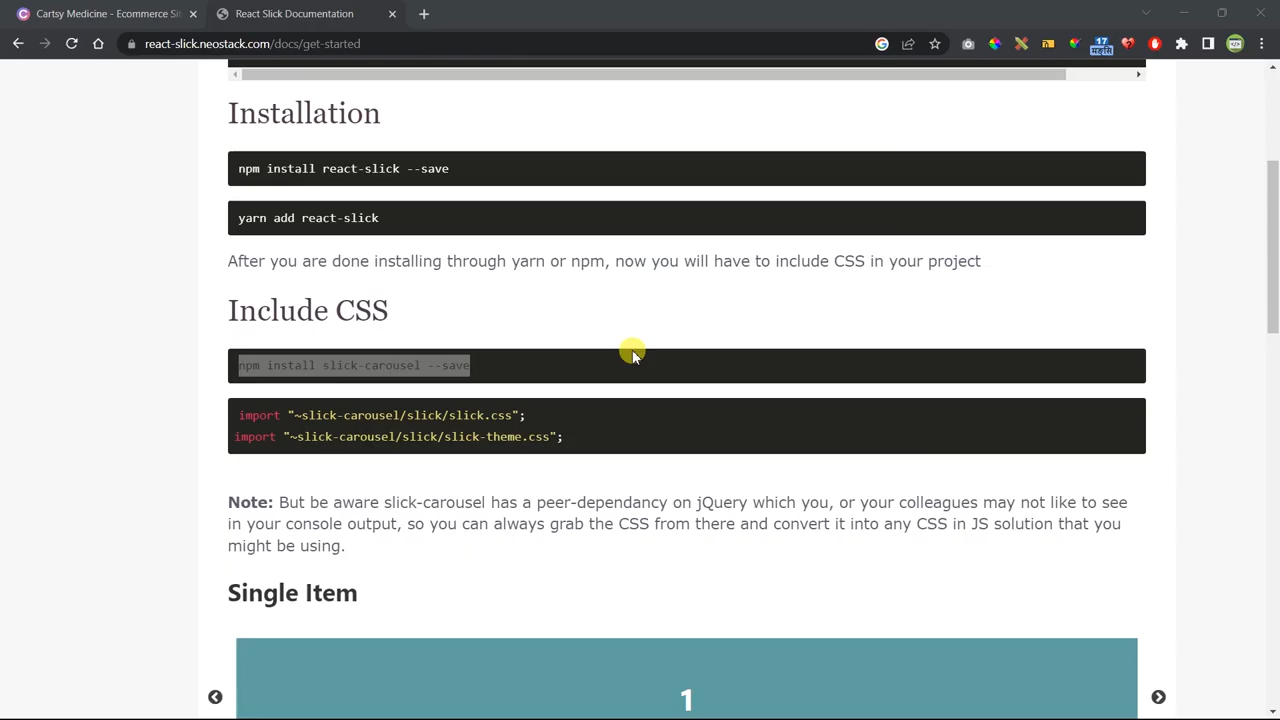 Cartsy Medicine - Ecommerce Sit
React Slick Documentation
react-slick.neostack.com/docs/get-started
17
Installation
npm install react-slick --save
yarn add react-slick
After you are done installing through yarn or npm, now you will have to include CSS in your project
Include CSS
npm install slick-carousel --save
import "~slick-carousel/slick/slick.css";
import "~slick-carousel/slick/slick-theme.css";
Note: But be aware slick-carousel has a peer-dependancy on jQuery which you, or your colleagues may not like to see
in your console output, so you can always grab the CSS from there and convert it into any CSS in JS solution that you
might be using.
Single Item
1